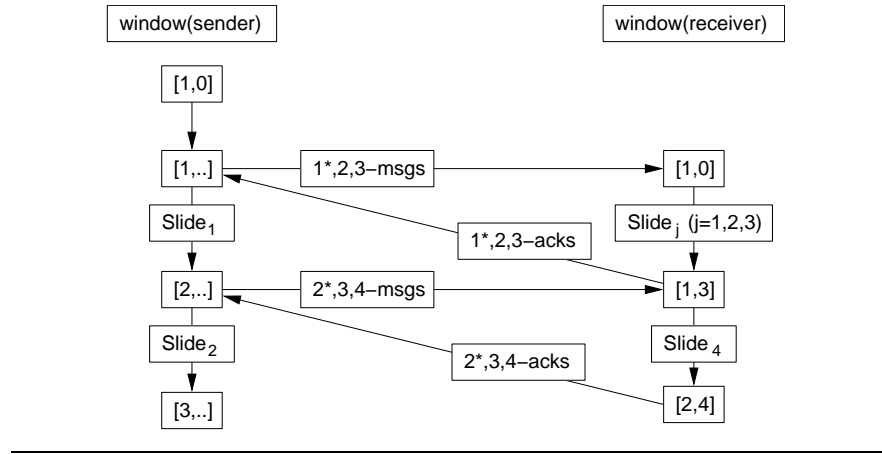 window(sender)
window(receiver)
[1,0]
[1,..]
1*,2,3−msgs
[1,0]
Slide1
Slidej (j=1,2,3)
1*,2,3−acks
[2,..]
2*,3,4−msgs
[1,3]
Slide2
Slide4
2*,3,4−acks
[3,..]
[2,4]